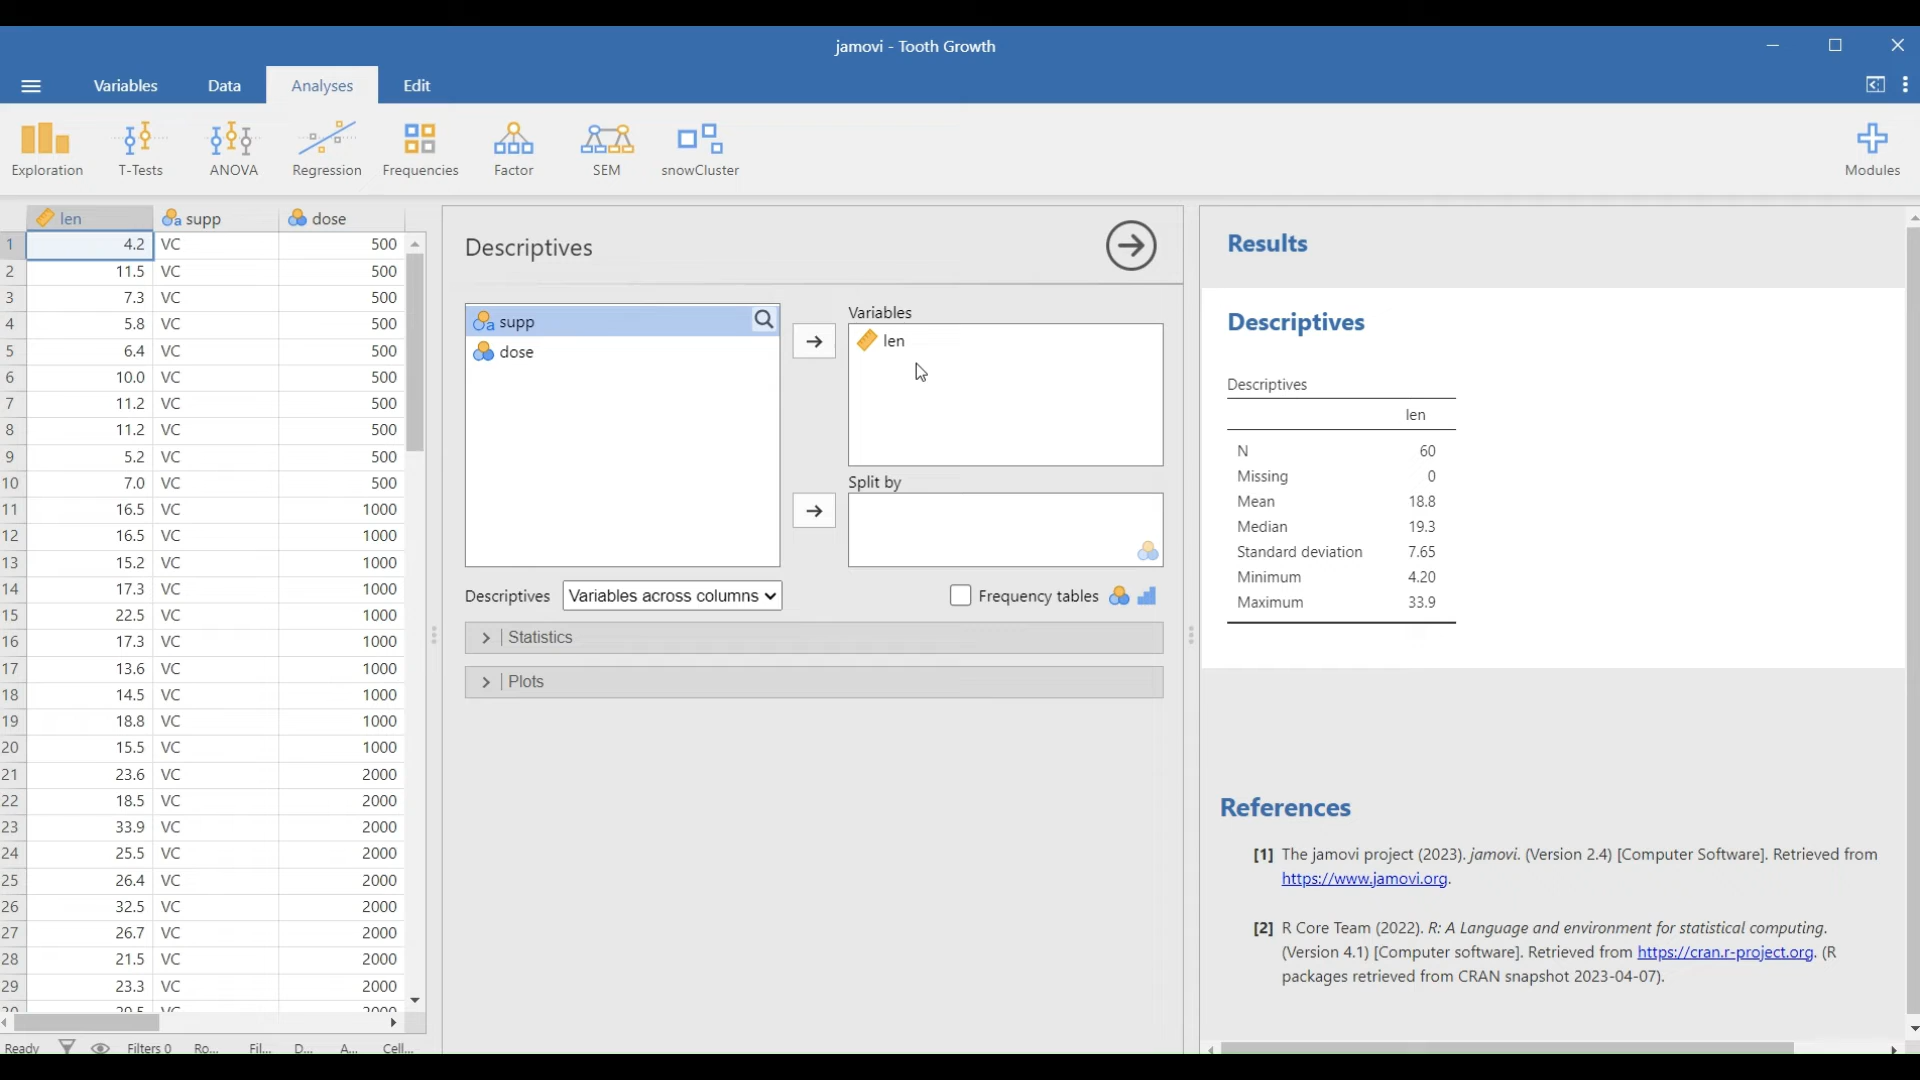 jamovi - Tooth Growth
Variables Data Analyses Edit
Exploration T-Tests ANOVA Regression Frequencies Factor SEM snowCluster Modules
len supp dose
1 4.2 VC 500
2 11.5 VC 500
3 7.3 VC 500
4 5.8 VC 500
5 6.4 VC 500
6 10.0 VC 500
7 11.2 VC 500
8 11.2 VC 500
9 5.2 VC 500
10 7.0 VC 500
11 16.5 VC 1000
12 16.5 VC 1000
13 15.2 VC 1000
14 17.3 VC 1000
15 22.5 VC 1000
16 17.3 VC 1000
17 13.6 VC 1000
18 14.5 VC 1000
19 18.8 VC 1000
20 15.5 VC 1000
21 23.6 VC 2000
22 18.5 VC 2000
23 33.9 VC 2000
24 25.5 VC 2000
25 26.4 VC 2000
26 32.5 VC 2000
27 26.7 VC 2000
28 21.5 VC 2000
29 23.3 VC 2000
Ready Filters 0 Ro... Fil... D... A... Cell...
Descriptives
supp
dose
Variables
len
Split by
Descriptives Variables across columns Frequency tables
Statistics
Plots
Results
Descriptives
Descriptives
len
N 60
Missing 0
Mean 18.8
Median 19.3
Standard deviation 7.65
Minimum 4.20
Maximum 33.9
References
[1] The jamovi project (2023). jamovi. (Version 2.4) [Computer Software]. Retrieved from
https://www.jamovi.org.
[2] R Core Team (2022). R: A Language and environment for statistical computing.
(Version 4.1) [Computer software]. Retrieved from https://cran.r-project.org. (R
packages retrieved from CRAN snapshot 2023-04-07).